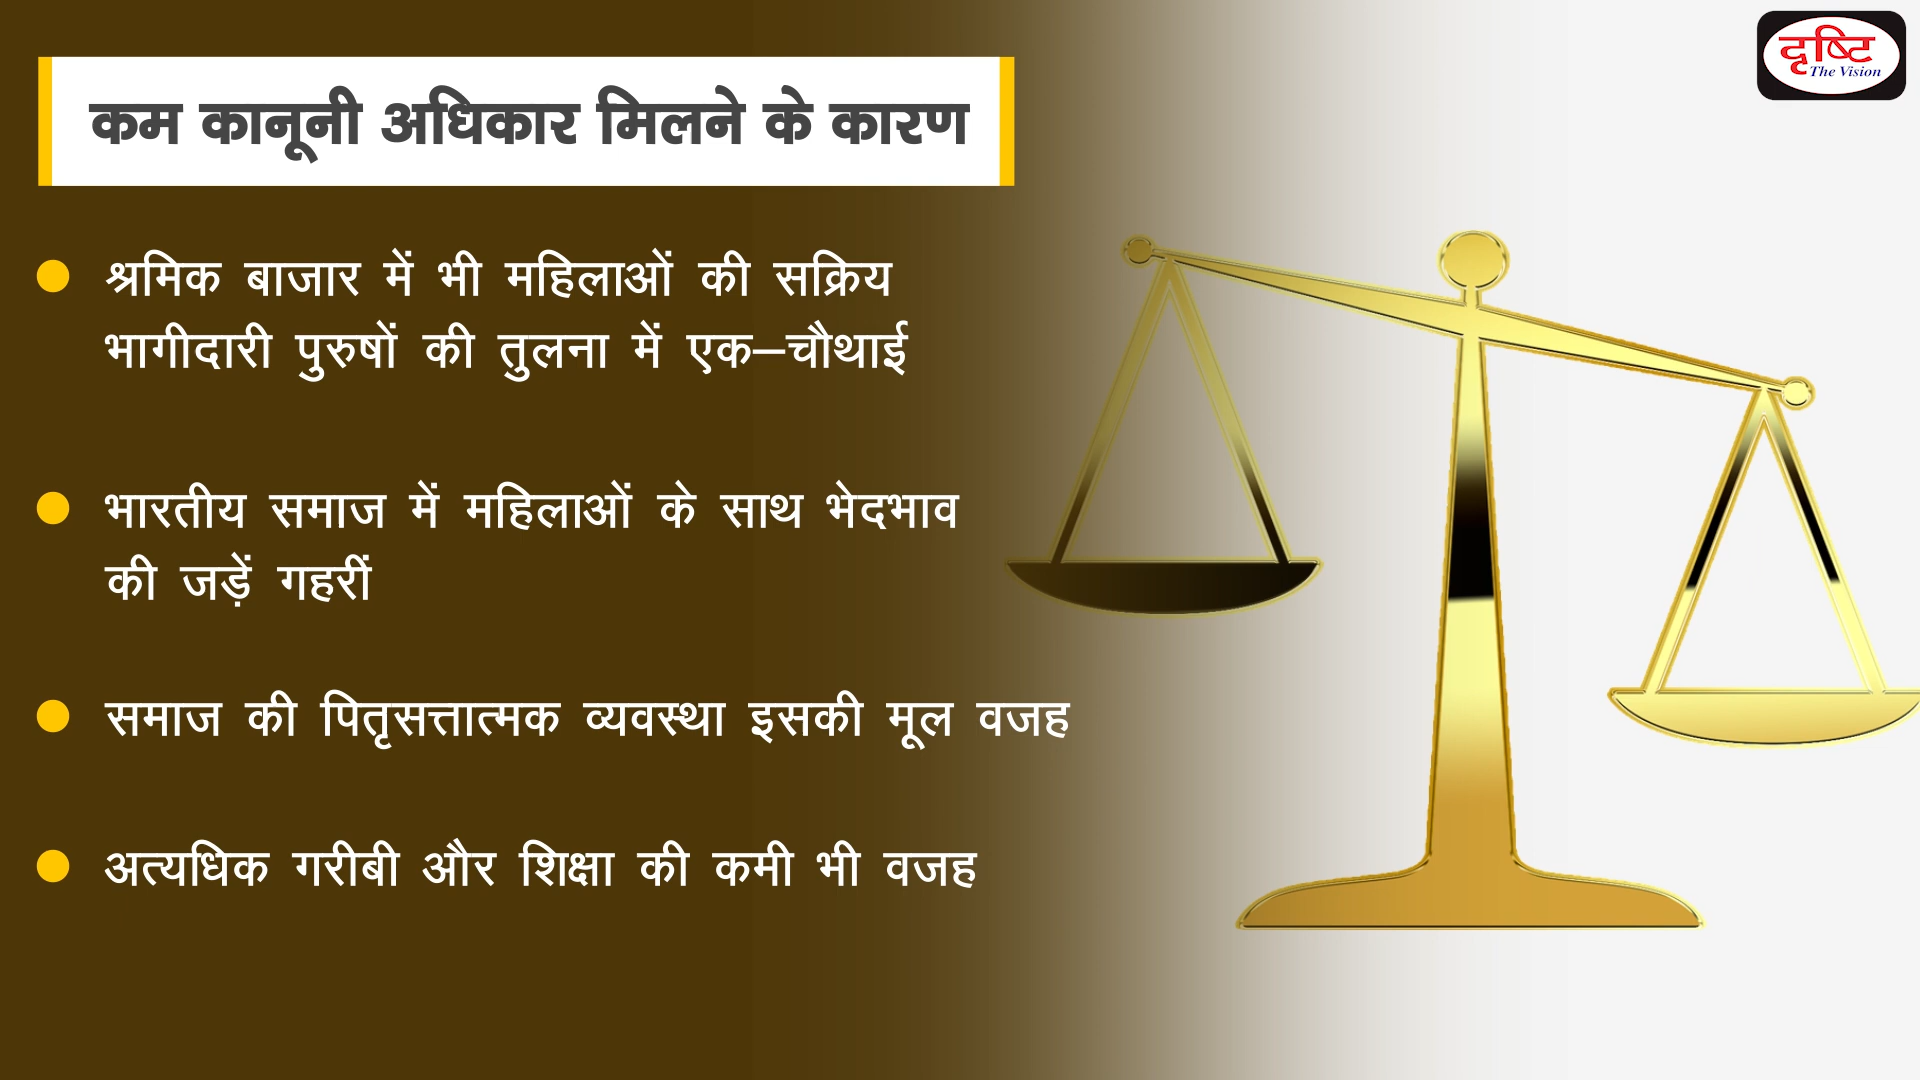 दृष्टि
The Vision
कम कानूनी अधिकार मिलने के कारण
श्रमिक बाजार में भी महिलाओं की सक्रिय
भागीदारी पुरुषों की तुलना में एक–चौथाई
भारतीय समाज में महिलाओं के साथ भेदभाव
की जड़ें गहरीं
समाज की पितृसत्तात्मक व्यवस्था इसकी मूल वजह
अत्यधिक गरीबी और शिक्षा की कमी भी वजह